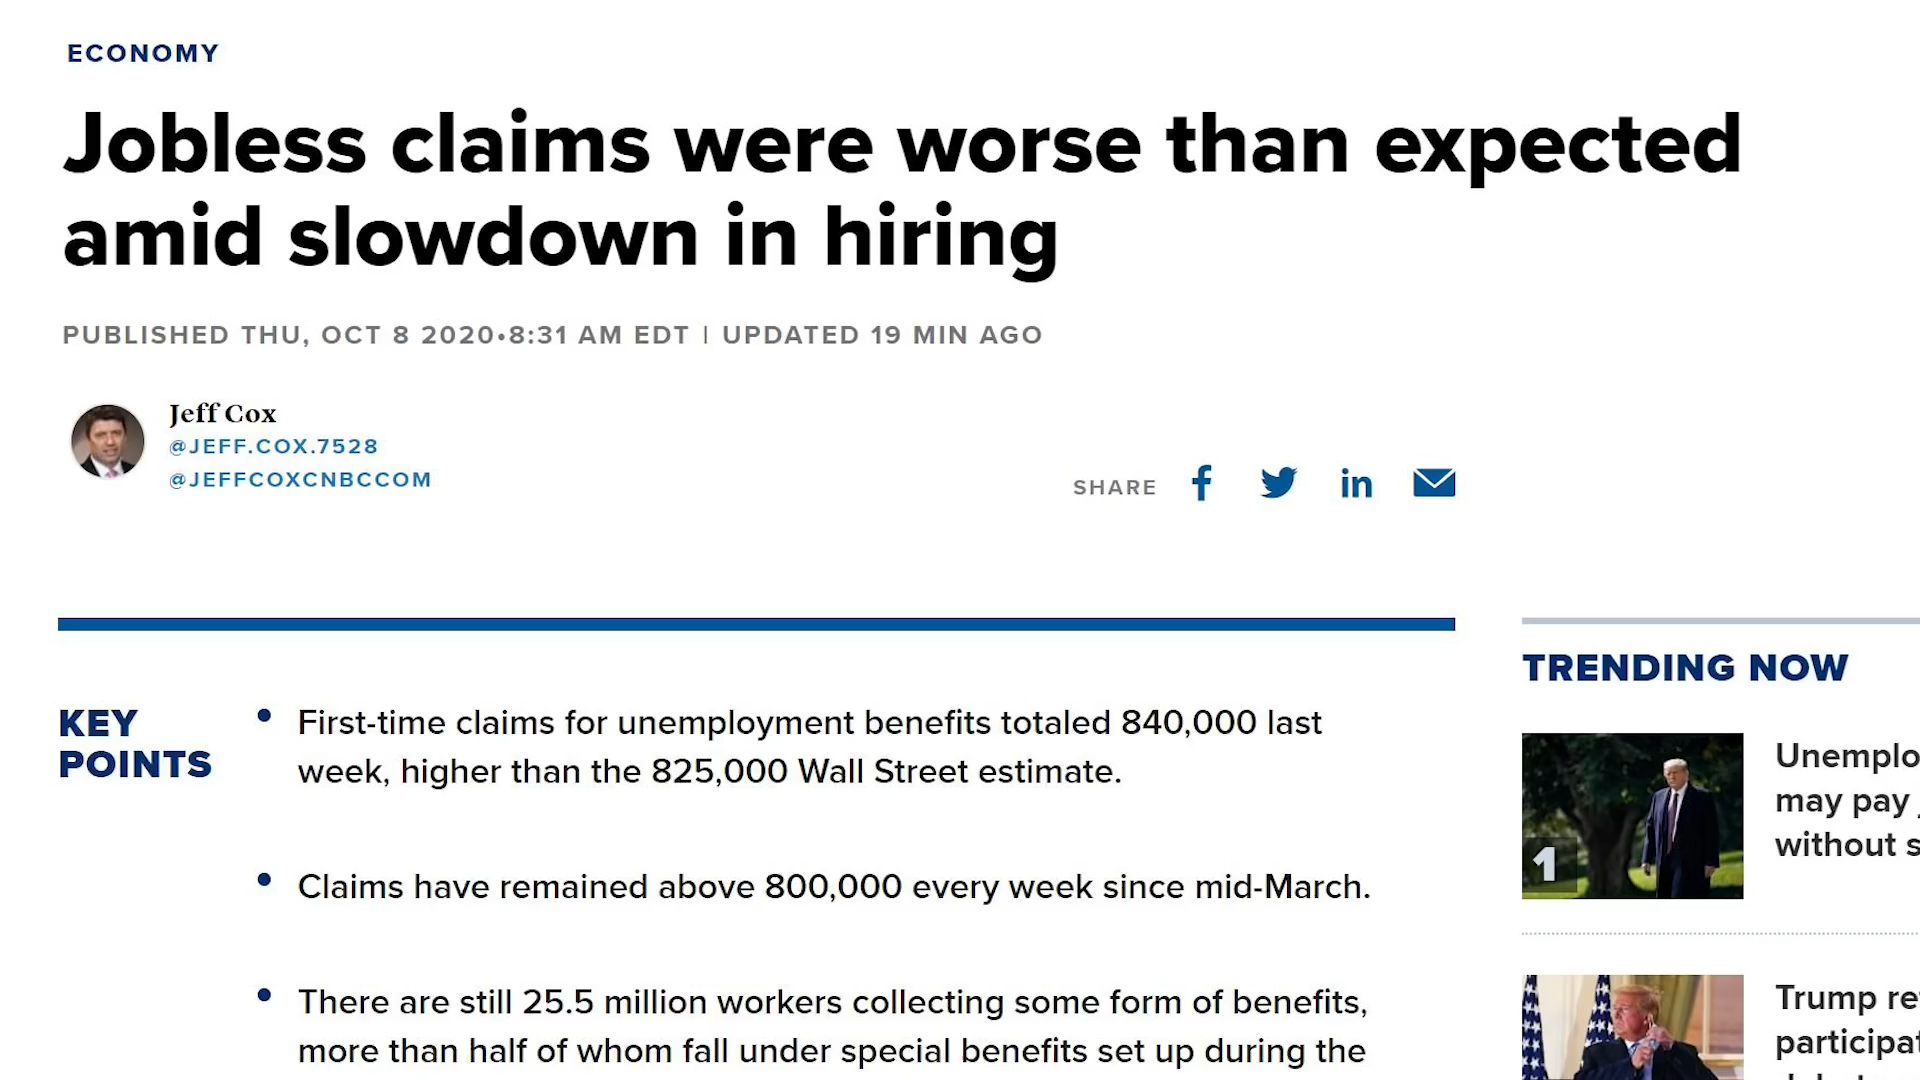 ECONOMY
Jobless claims were worse than expected
amid slowdown in hiring
PUBLISHED THU, OCT 8 2020•8:31 AM EDT | UPDATED 19 MIN AGO
Jeff Cox
@JEFF.COX.7528
@JEFFCOXCNBCCOM
SHARE
KEY
POINTS
• First-time claims for unemployment benefits totaled 840,000 last
week, higher than the 825,000 Wall Street estimate.
• Claims have remained above 800,000 every week since mid-March.
• There are still 25.5 million workers collecting some form of benefits,
more than half of whom fall under special benefits set up during the
TRENDING NOW
1
Unemplo
may pay
without s
Trump re
participat